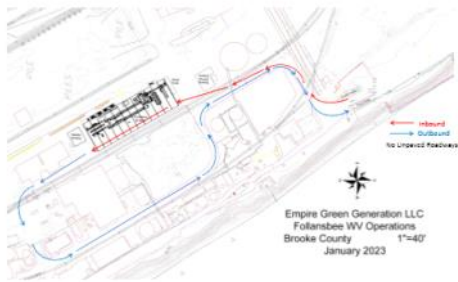 Inbound
Outbound
No Unpaved Roadways
Empire Green Generation LLC
Follansbee WV Operations
Brooke County 1"=40'
January 2023